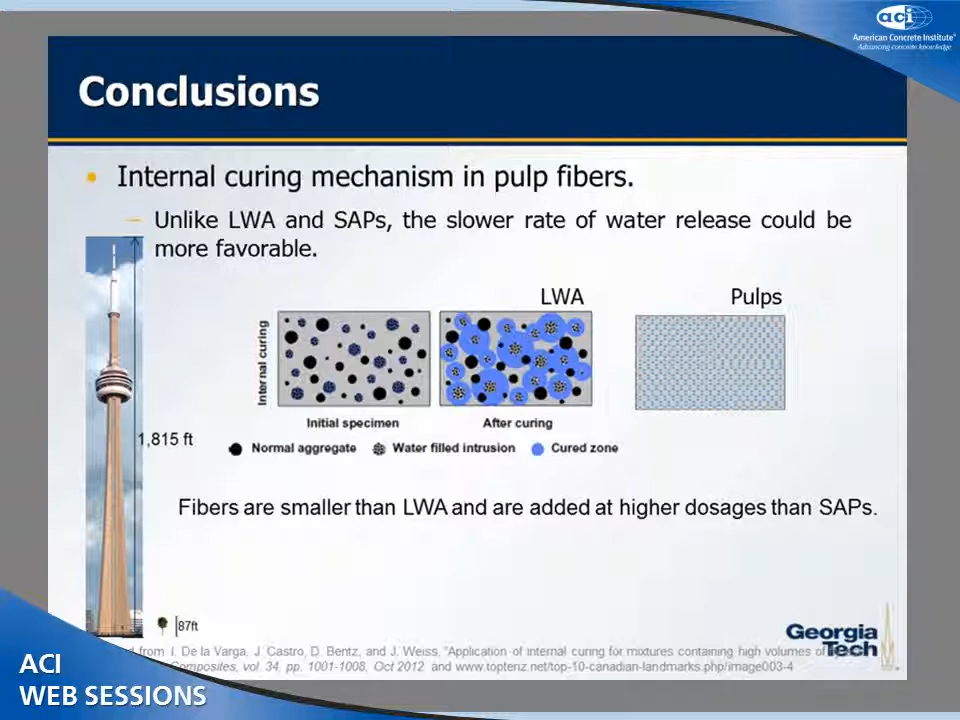 aci
American Concrete Institute®
Advancing concrete knowledge
Conclusions
• Internal curing mechanism in pulp fibers.
– Unlike LWA and SAPs, the slower rate of water release could be
more favorable.
LWA
Pulps
Internal curing
Initial specimen
After curing
Normal aggregate
Water filled intrusion
Cured zone
1,815 ft
Fibers are smaller than LWA and are added at higher dosages than SAPs.
87ft
Georgia
Tech
from I. De la Varga, J. Castro, D. Bentz, and J. Weiss, "Application of internal curing for mixtures containing high volumes of
Composites, vol. 34, pp. 1001-1008, Oct 2012 and www.toptenz.net/top-10-canadian-landmarks.php/image003-4
ACI
WEB SESSIONS